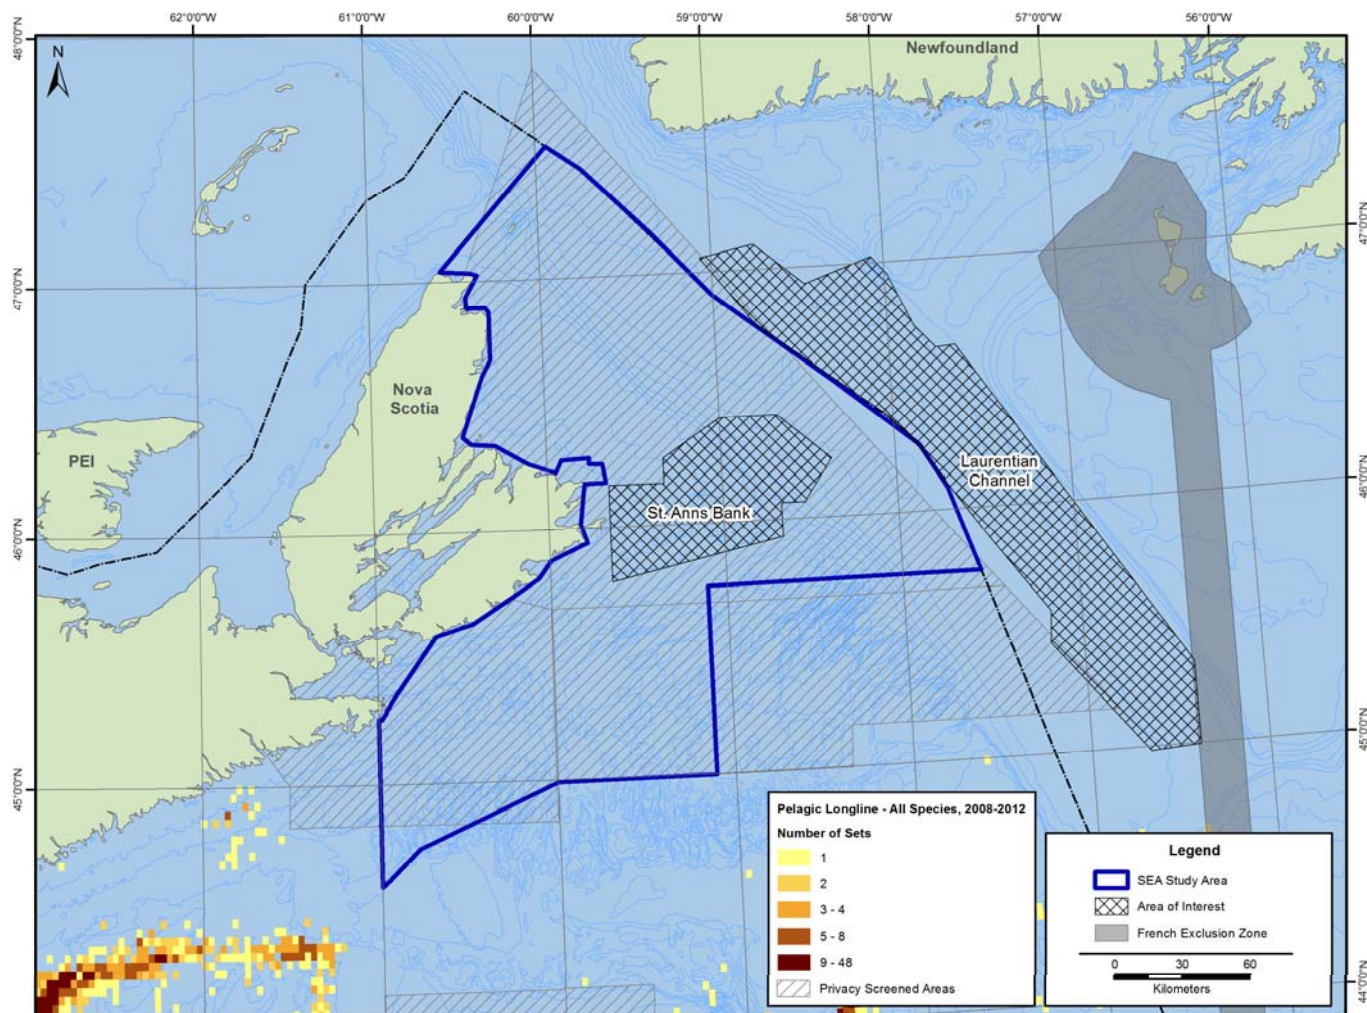 62°0'0"W 61°0'0"W 60°0'0"W 59°0'0"W 58°0'0"W 57°0'0"W 56°0'0"W
48°0'0"N
N
Newfoundland
47°0'0"N
47°0'0"N
Nova
Scotia
PEI
Laurentian
Channel
46°0'0"N
St. Anns Bank
46°0'0"N
45°0'0"N
45°0'0"N
Pelagic Longline - All Species, 2008-2012
Number of Sets
1
2
3 - 4
5 - 8
9 - 48
Privacy Screened Areas
Legend
SEA Study Area
Area of Interest
French Exclusion Zone
0 30 60
Kilometers
44°0'0"N